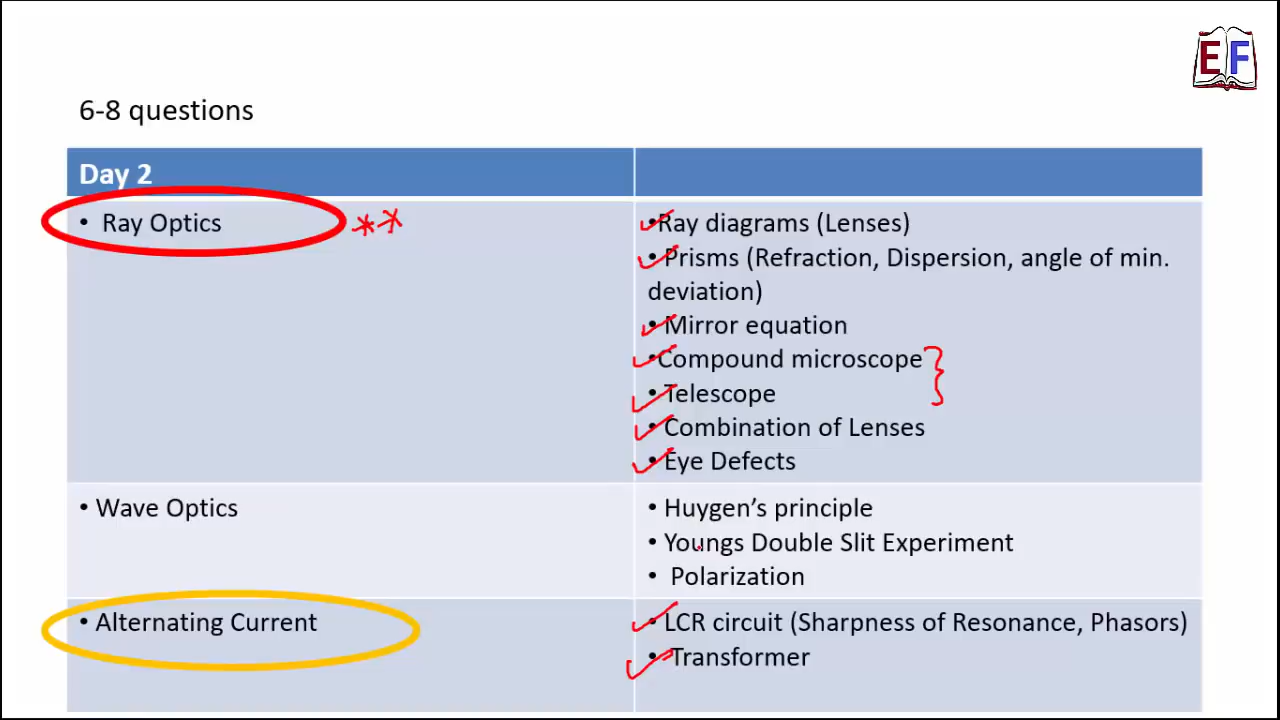 EF
6-8 questions
Day 2
• Ray Optics **
• Ray diagrams (Lenses)
• Prisms (Refraction, Dispersion, angle of min.
deviation)
• Mirror equation
• Compound microscope
• Telescope
• Combination of Lenses
• Eye Defects
• Wave Optics
• Huygen’s principle
• Youngs Double Slit Experiment
• Polarization
• Alternating Current
• LCR circuit (Sharpness of Resonance, Phasors)
• Transformer